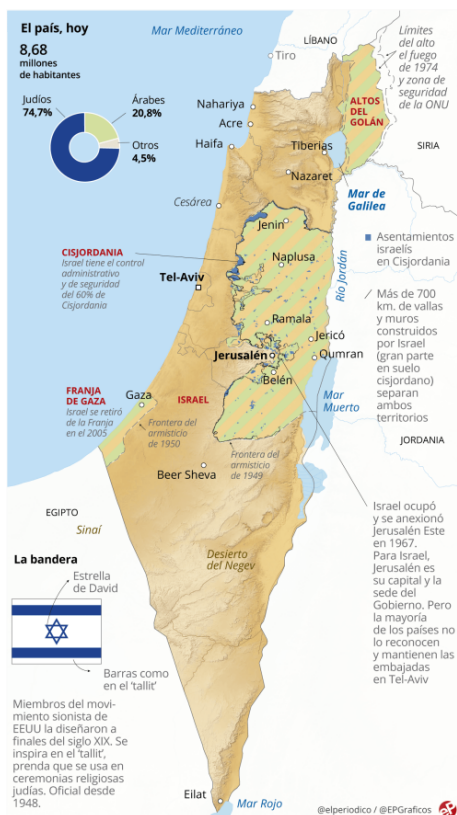 El país, hoy
8,68
millones
de habitantes
Judíos
74,7%
Árabes
20,8%
Otros
4,5%
Mar Mediterráneo
LÍBANO
Tiro
Límites
del alto
el fuego
de 1974
y zona de
seguridad
de la ONU
ALTOS
DEL
GOLÁN
SIRIA
Nahariya
Acre
Haifa
Tiberias
Nazaret
Mar de
Galilea
Cesárea
Jenin
Asentamientos
israelís
en Cisjordania
CISJORDANIA
Israel tiene el control
administrativo
y de seguridad
del 60% de
Cisjordania
Naplusa
Río Jordán
Tel-Aviv
Más de 700
km. de vallas
y muros
construidos
por Israel
(gran parte
en suelo
cisjordano)
separan
ambos
territorios
Ramala
Jericó
Jerusalén
Qumran
Belén
FRANJA
DE GAZA
Israel se retiró
de la Franja
en el 2005
Gaza
ISRAEL
Mar
Muerto
Frontera del
armisticio
de 1950
Frontera del
armisticio
de 1949
JORDANIA
Beer Sheva
EGIPTO
Sinaí
Israel ocupó
y se anexionó
Jerusalén Este
en 1967.
Para Israel,
Jerusalén es
su capital y la
sede del
Gobierno. Pero
la mayoría
de los países no
lo reconocen
y mantienen las
embajadas
en Tel-Aviv
Desierto
del Negev
La bandera
Estrella
de David
Barras como
en el 'tallit'
Miembros del movi-
miento sionista de
EEUU la diseñaron a
finales del siglo XIX. Se
inspira en el 'tallit',
prenda que se usa en
ceremonias religiosas
judías. Oficial desde
1948.
Eilat
Mar Rojo
@elperiodico / @EPGraficos
eP